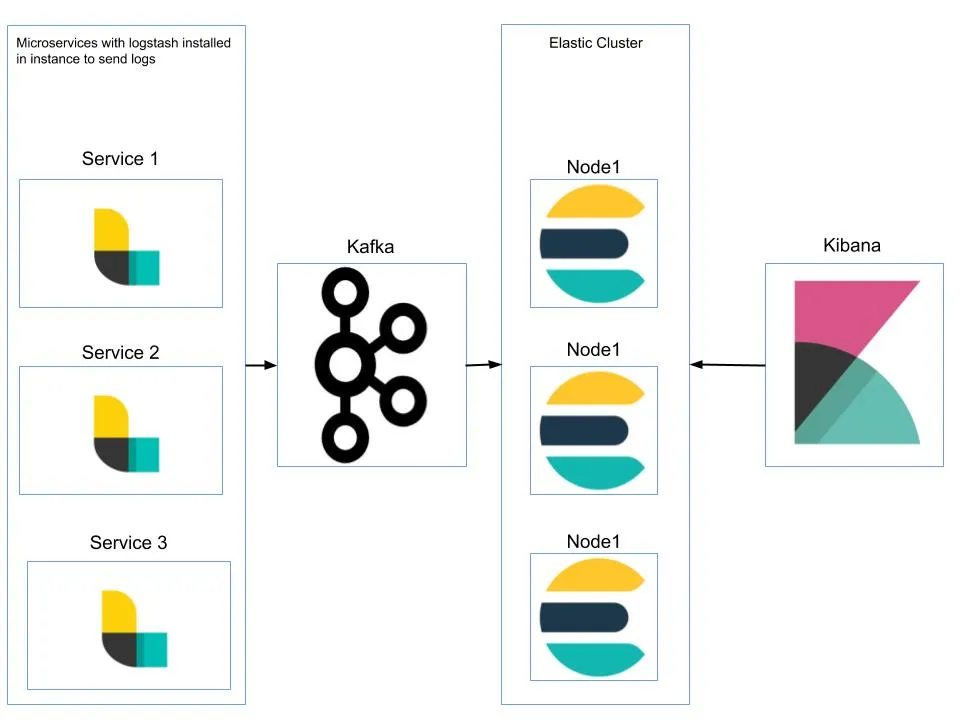 Microservices with logstash installed
in instance to send logs
Service 1
Service 2
Service 3
Kafka
Elastic Cluster
Node1
Node1
Node1
Kibana